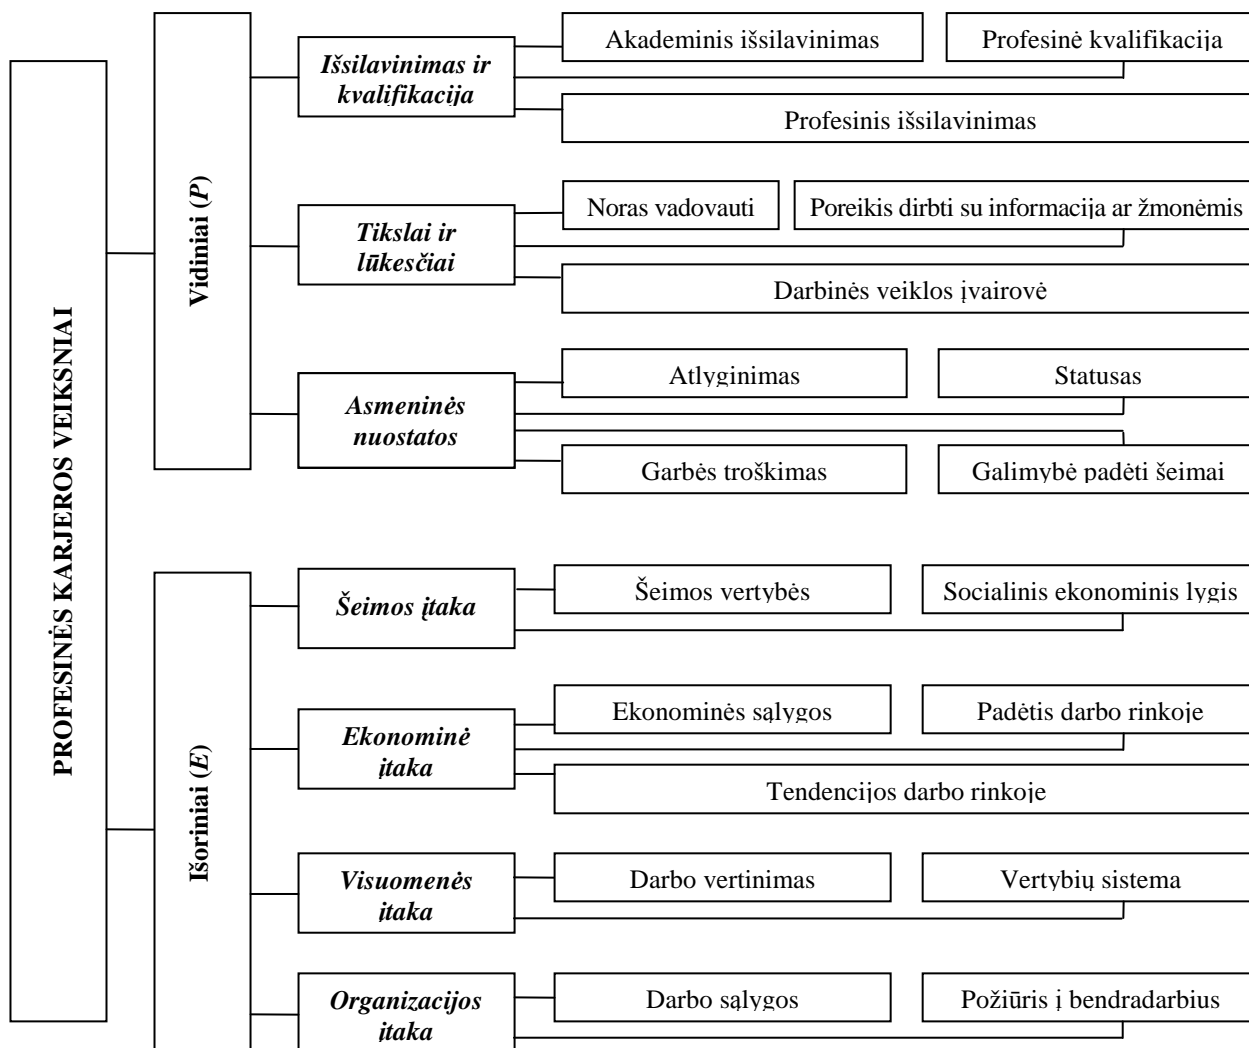 PROFESINĖS KARJEROS VEIKSNIAI
Vidiniai (P)
Išsilavinimas ir
kvalifikacija
Akademinis išsilavinimas
Profesinė kvalifikacija
Profesinis išsilavinimas
Tikslai ir
lūkesčiai
Noras vadovauti
Poreikis dirbti su informacija ar žmonėmis
Darbinės veiklos įvairovė
Asmeninės
nuostatos
Atlyginimas
Statusas
Garbės troškimas
Galimybė padėti šeimai
Išoriniai (E)
Šeimos įtaka
Šeimos vertybės
Socialinis ekonominis lygis
Ekonominė
įtaka
Ekonominės sąlygos
Padėtis darbo rinkoje
Tendencijos darbo rinkoje
Visuomenės
įtaka
Darbo vertinimas
Vertybių sistema
Organizacijos
įtaka
Darbo sąlygos
Požiūris į bendradarbius